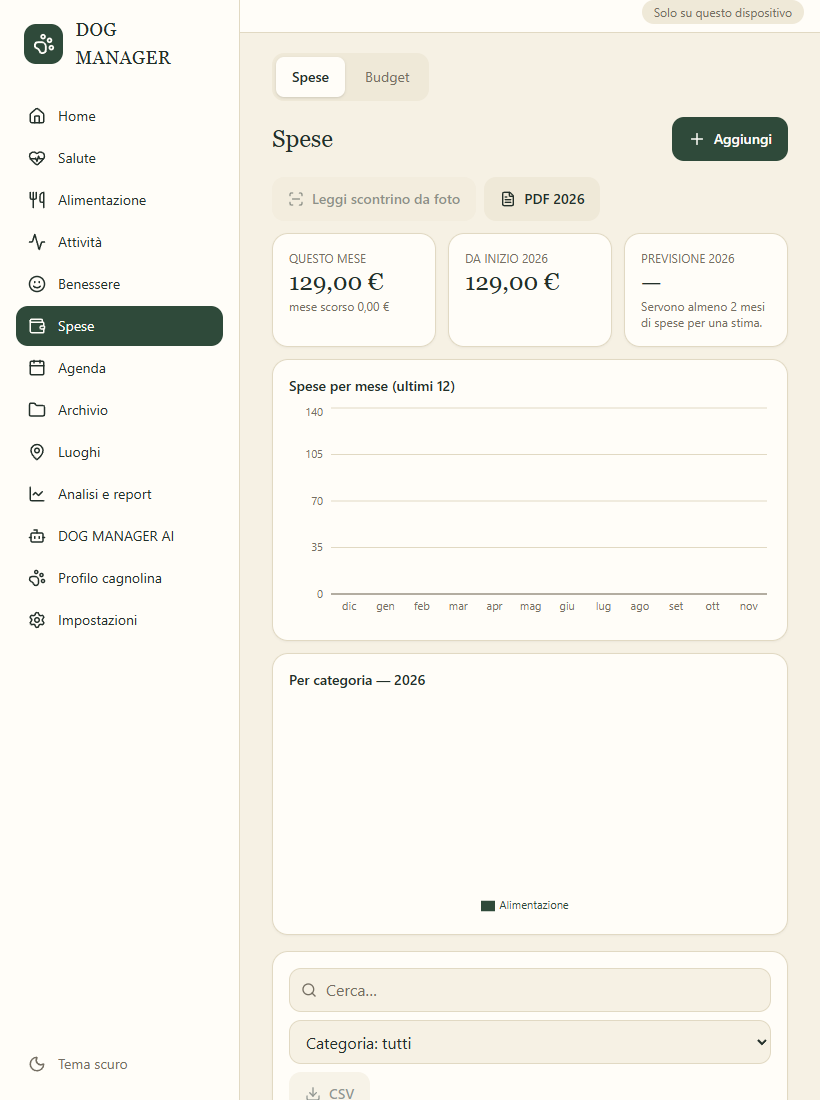 DOG
MANAGER
Home
Salute
Alimentazione
Attività
Benessere
Spese
Agenda
Archivio
Luoghi
Analisi e report
DOG MANAGER AI
Profilo cagnolina
Impostazioni
Tema scuro
Solo su questo dispositivo
Spese Budget
Spese
Aggiungi
Leggi scontrino da foto PDF 2026
QUESTO MESE
129,00 €
mese scorso 0,00 €
DA INIZIO 2026
129,00 €
PREVISIONE 2026
—
Servono almeno 2 mesi
di spese per una stima.
Spese per mese (ultimi 12)
140
105
70
35
0
dic gen feb mar apr mag giu lug ago set ott nov
Per categoria — 2026
Alimentazione
Cerca...
Categoria: tutti
CSV